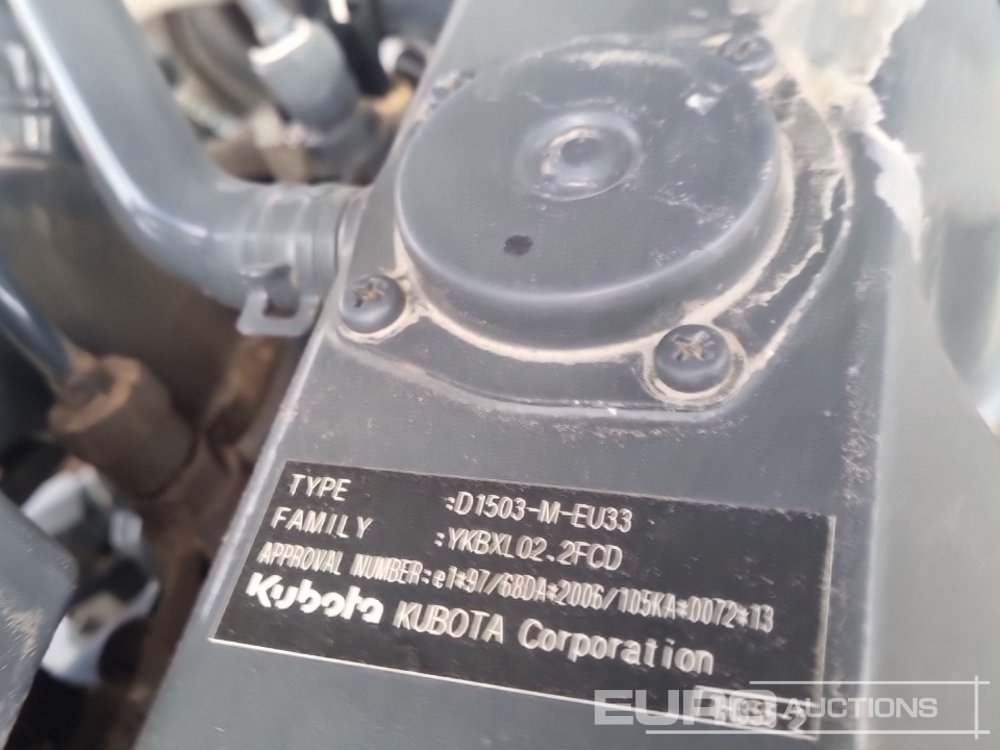 TYPE :D1503-M-EU33
FAMILY :YKBXL02.2FCD
APPROVAL NUMBER:e1*97/68DA*2006/105KA*0072*13
Kubota KUBOTA Corporation
EURO AUCTIONS